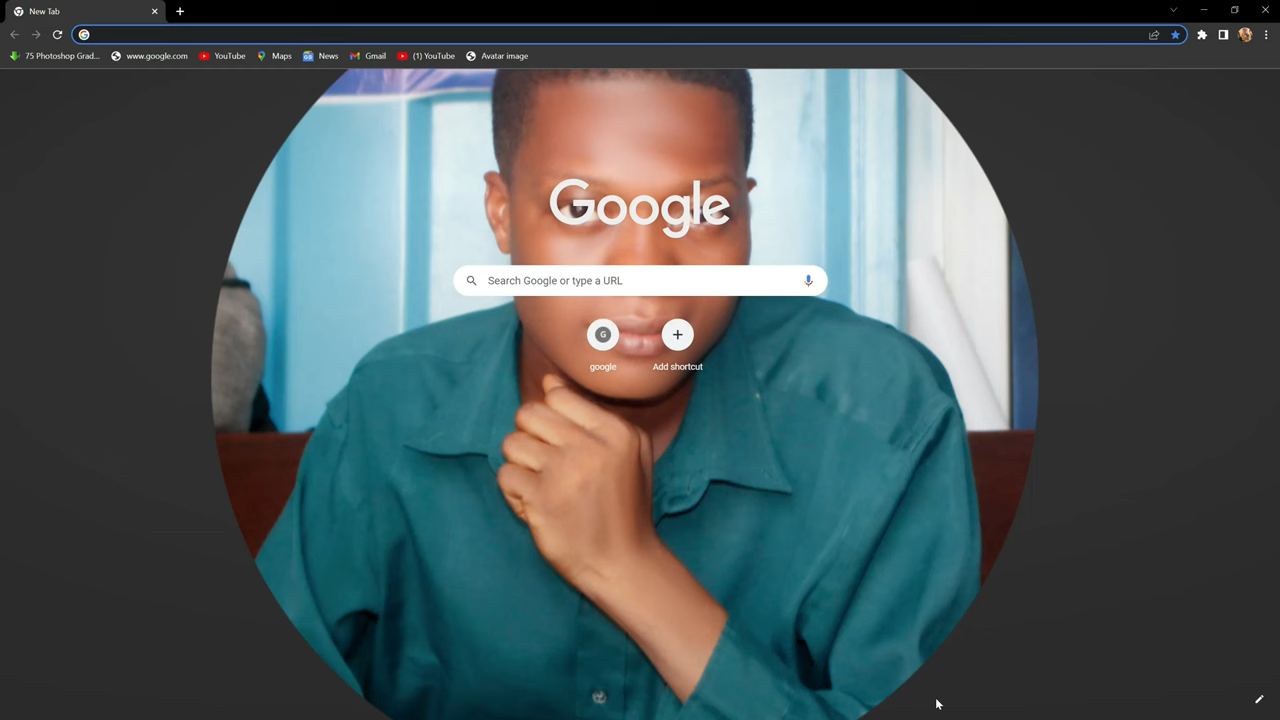 New Tab
75 Photoshop Grad...
www.google.com
YouTube
Maps
News
Gmail
(1) YouTube
Avatar image
Google
Search Google or type a URL
G
google
Add shortcut